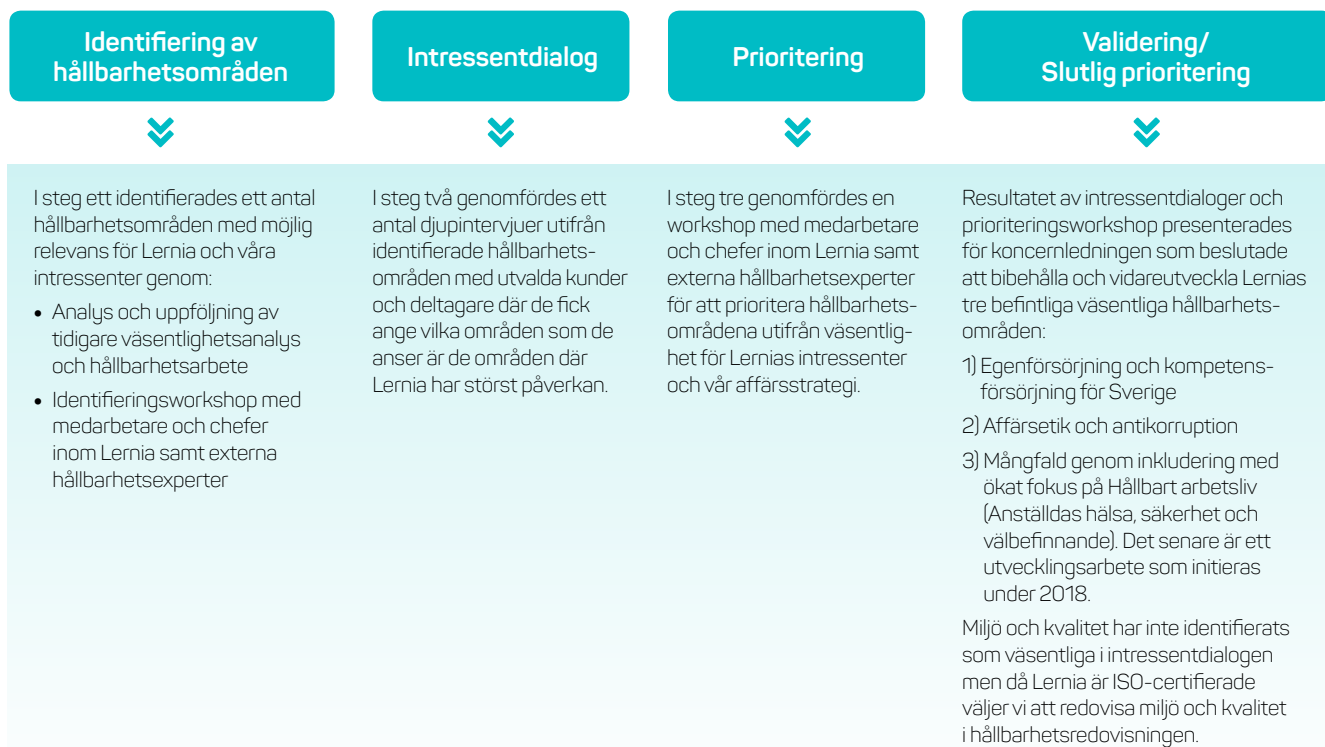 Identifiering av
hållbarhetsområden
I steg ett identifierades ett antal
hållbarhetsområden med möjlig
relevans för Lernia och våra
intressenter genom:
• Analys och uppföljning av
tidigare väsentlighetsanalys
och hållbarhetsarbete
• Identifieringsworkshop med
medarbetare och chefer
inom Lernia samt externa
hållbarhetsexperter
Intressentdialog
I steg två genomfördes ett
antal djupintervjuer utifrån
identifierade hållbarhets-
områden med utvalda kunder
och deltagare där de fick
ange vilka områden som de
anser är de områden där
Lernia har störst påverkan.
Prioritering
I steg tre genomfördes en
workshop med medarbetare
och chefer inom Lernia samt
externa hållbarhetsexperter
för att prioritera hållbarhets-
områdena utifrån väsentlig-
het för Lernias intressenter
och vår affärsstrategi.
Validering/
Slutlig prioritering
Resultatet av intressentdialoger och
prioriteringsworkshop presenterades
för koncernledningen som beslutade
att bibehålla och vidareutveckla Lernias
tre befintliga väsentliga hållbarhets-
områden:
1) Egenförsörjning och kompetens-
försörjning för Sverige
2) Affärsetik och antikorruption
3) Mångfald genom inkludering med
ökat fokus på Hållbart arbetsliv
(Anställdas hälsa, säkerhet och
välbefinnande). Det senare är ett
utvecklingsarbete som initieras
under 2018.
Miljö och kvalitet har inte identifierats
som väsentliga i intressentdialogen
men då Lernia är ISO-certifierade
väljer vi att redovisa miljö och kvalitet
i hållbarhetsredovisningen.